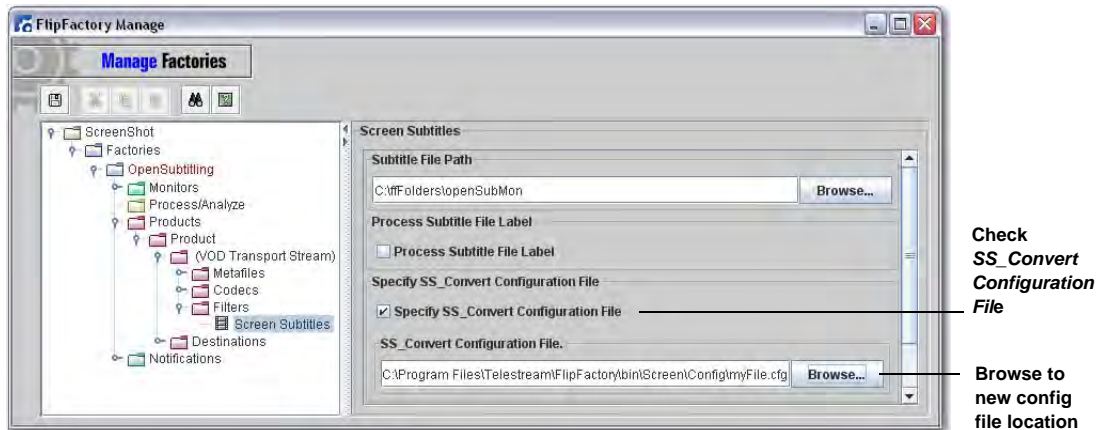 FlipFactory Manage
Manage Factories
ScreenShot
Factories
OpenSubtitling
Monitors
Process/Analyze
Products
Product
(VOD Transport Stream)
Metafiles
Codecs
Filters
Screen Subtitles
Destinations
Notifications
Screen Subtitles
Subtitle File Path
C:\ffFolders\openSubMon
Browse...
Process Subtitle File Label
Process Subtitle File Label
Specify SS_Convert Configuration File
Specify SS_Convert Configuration File
SS_Convert Configuration File.
C:\Program Files\Telestream\FlipFactory\bin\Screen\Config\myFile.cfg
Browse...
Check
SS_Convert
Configuration
File
Browse to
new config
file location